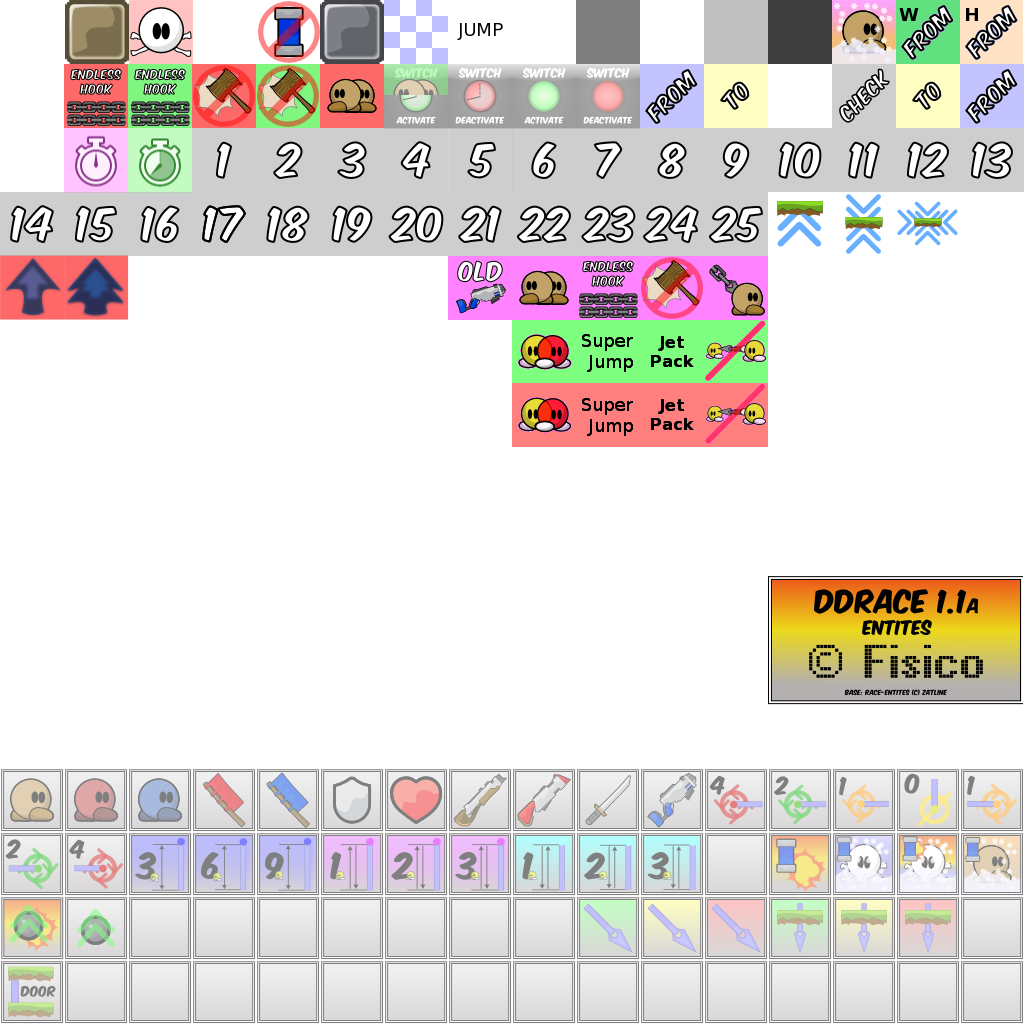 JUMP
W
FROM
H
FROM
ENDLESS
HOOK
ENDLESS
HOOK
SWITCH
ACTIVATE
SWITCH
DEACTIVATE
SWITCH
ACTIVATE
SWITCH
DEACTIVATE
FROM
TO
CHECK
TO
FROM
1 2 3 4 5 6 7 8 9 10 11 12 13
14 15 16 17 18 19 20 21 22 23 24 25
OLD
ENDLESS
HOOK
Super
Jump
Jet
Pack
Super
Jump
Jet
Pack
DDRACE 1.1A
ENTITES
© Fisico
BASE: RACE-ENTITES (C) ZATLINE
4 2 1 0 1
2 4 3 6 9 1 2 3 1 2 3
DOOR